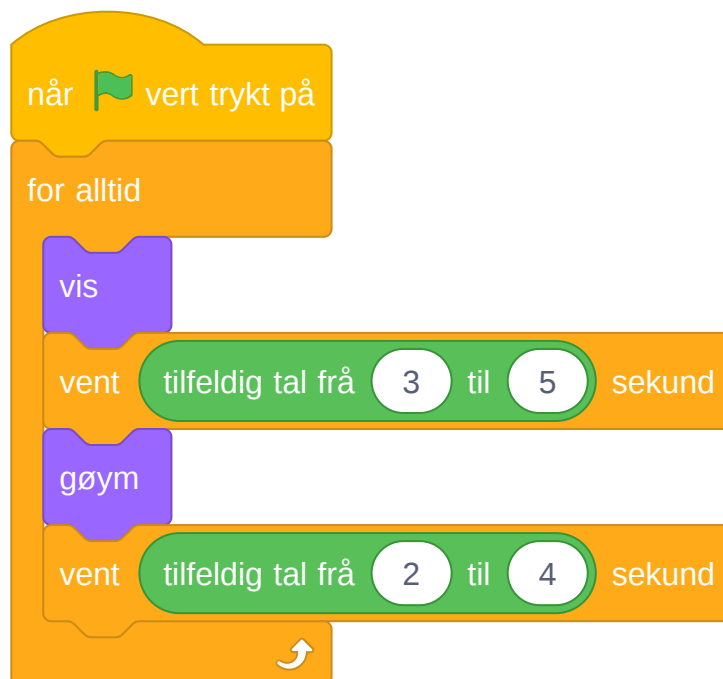 når vert trykt på
for alltid
vis
vent tilfeldig tal frå 3 til 5 sekund
gøym
vent tilfeldig tal frå 2 til 4 sekund